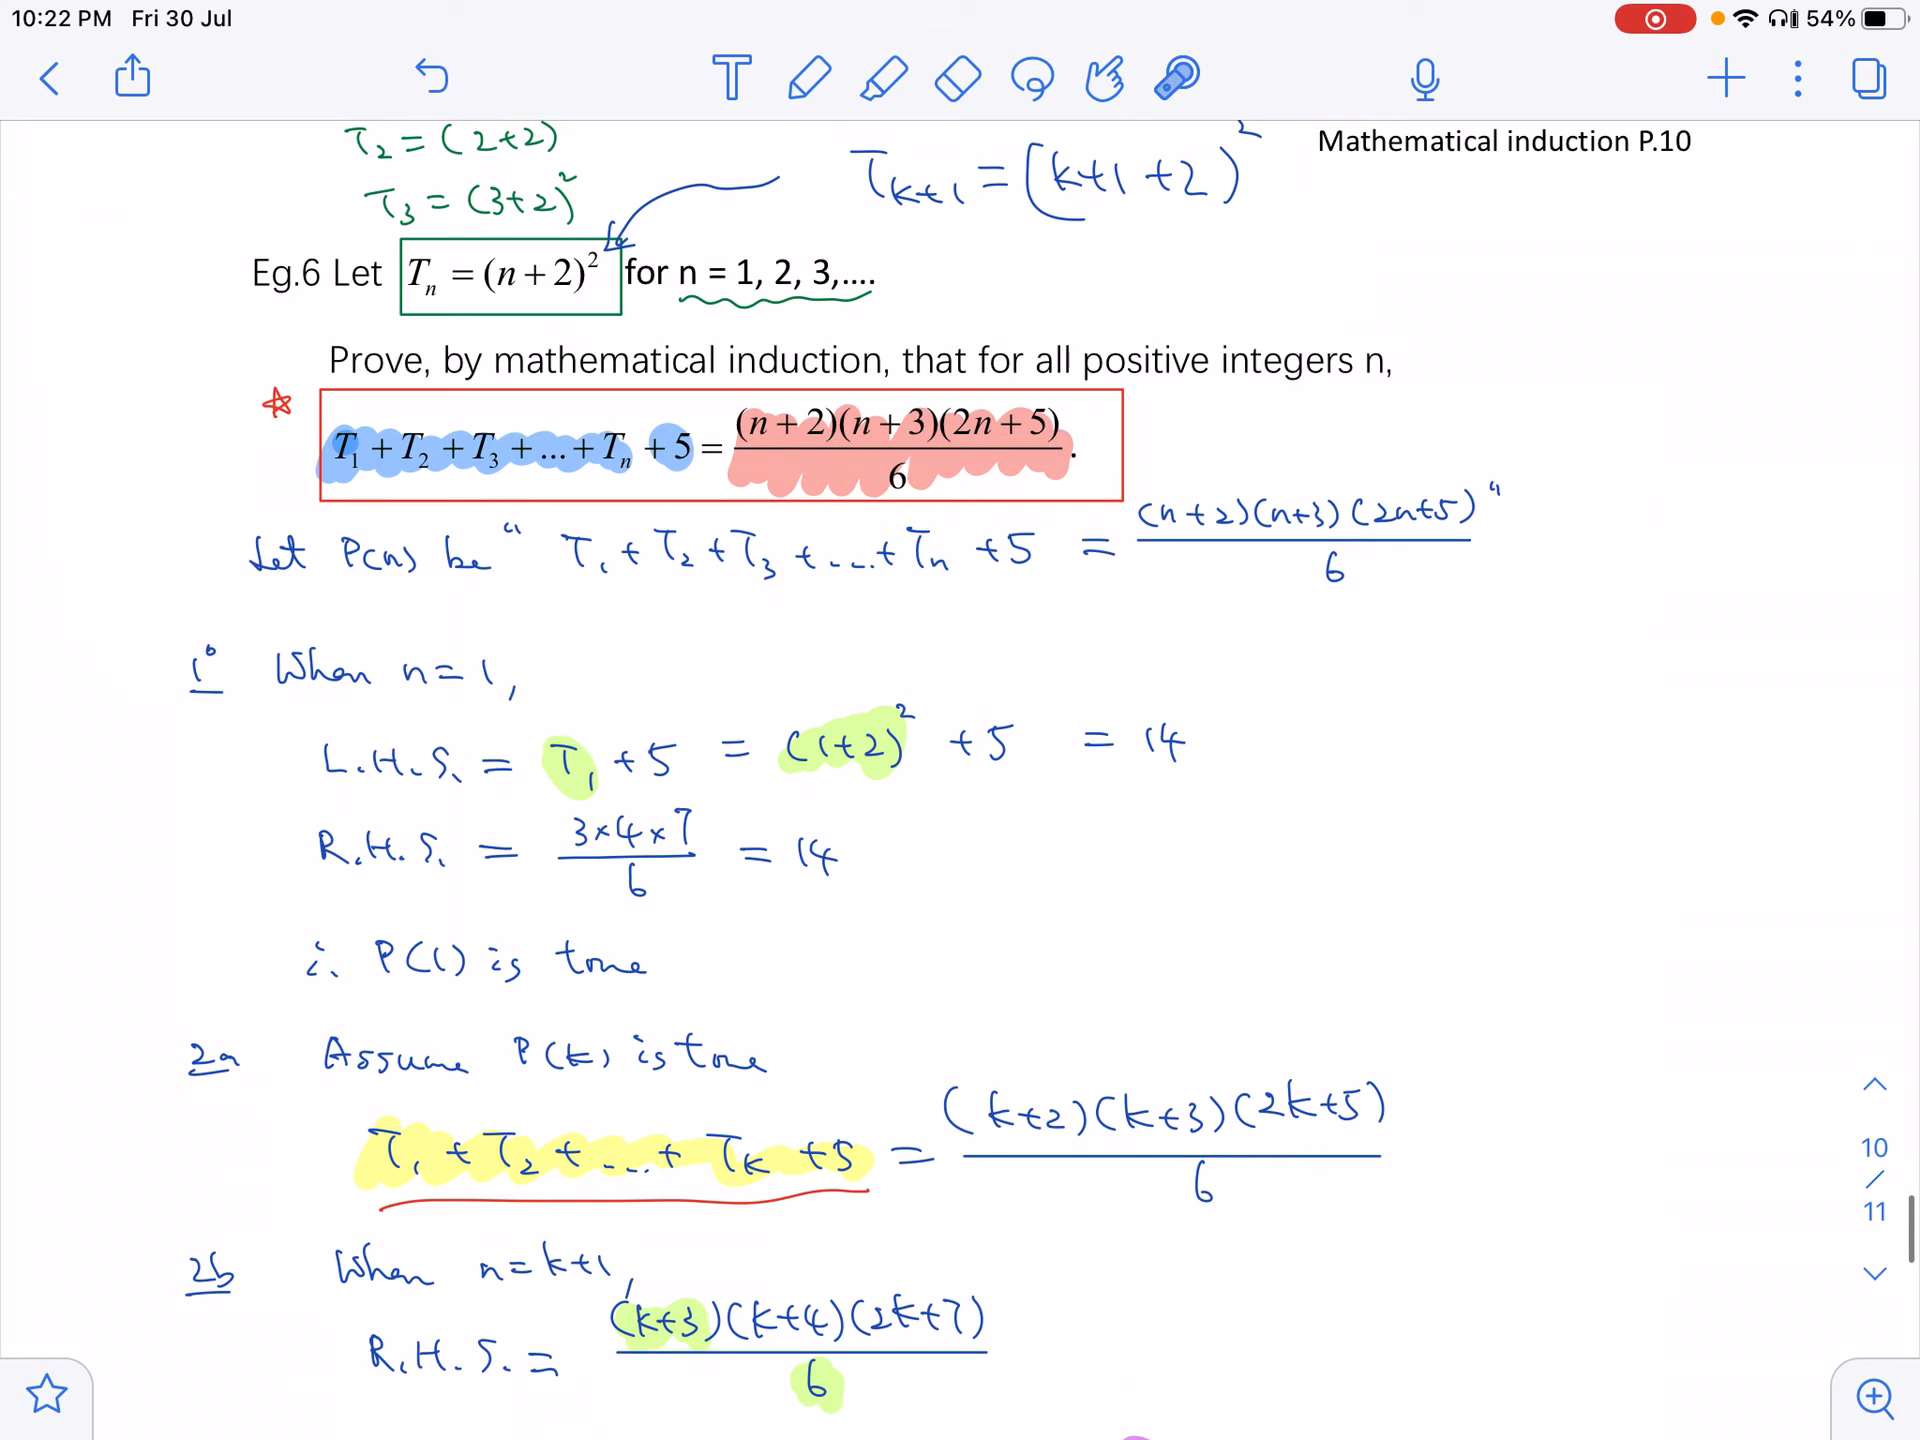 10:22 PM Fri 30 Jul
54%
T₂ = (2+2)
Mathematical induction P.10
T₃ = (3+2)²
Tₖ₊₁ = (k+1+2)²
Eg.6 Let Tₙ = (n+2)² for n = 1, 2, 3,....
Prove, by mathematical induction, that for all positive integers n,
T₁ + T₂ + T₃ + ... + Tₙ + 5 = (n+2)(n+3)(2n+5)/6.
Let P(n) be " T₁ + T₂ + T₃ + ... + Tₙ + 5 = (n+2)(n+3)(2n+5)/6 "
1° When n=1,
L.H.S. = T₁ + 5 = (1+2)² + 5 = 14
R.H.S. = 3×4×7/6 = 14
∴ P(1) is true
2a Assume P(k) is true
T₁ + T₂ + ... + Tₖ + 5 = (k+2)(k+3)(2k+5)/6
2b When n=k+1,
R.H.S. = (k+3)(k+4)(2k+7)/6
10
/
11